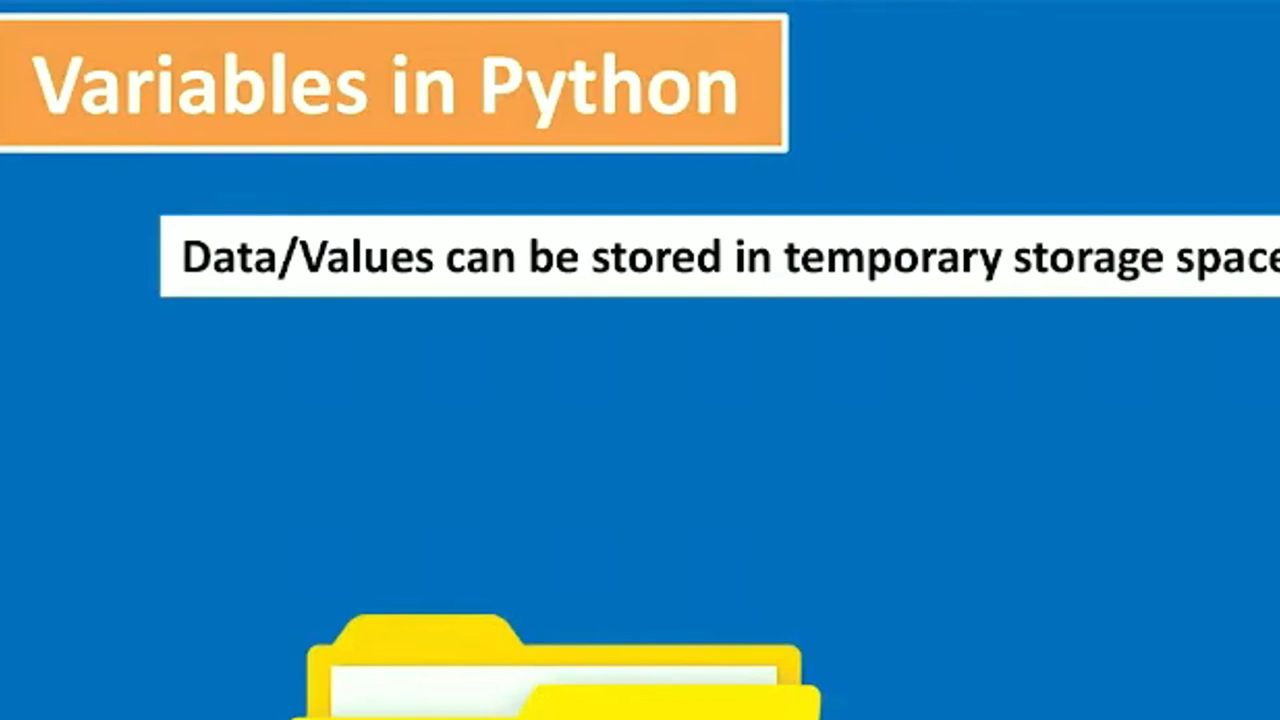 Variables in Python
Data/Values can be stored in temporary storage space